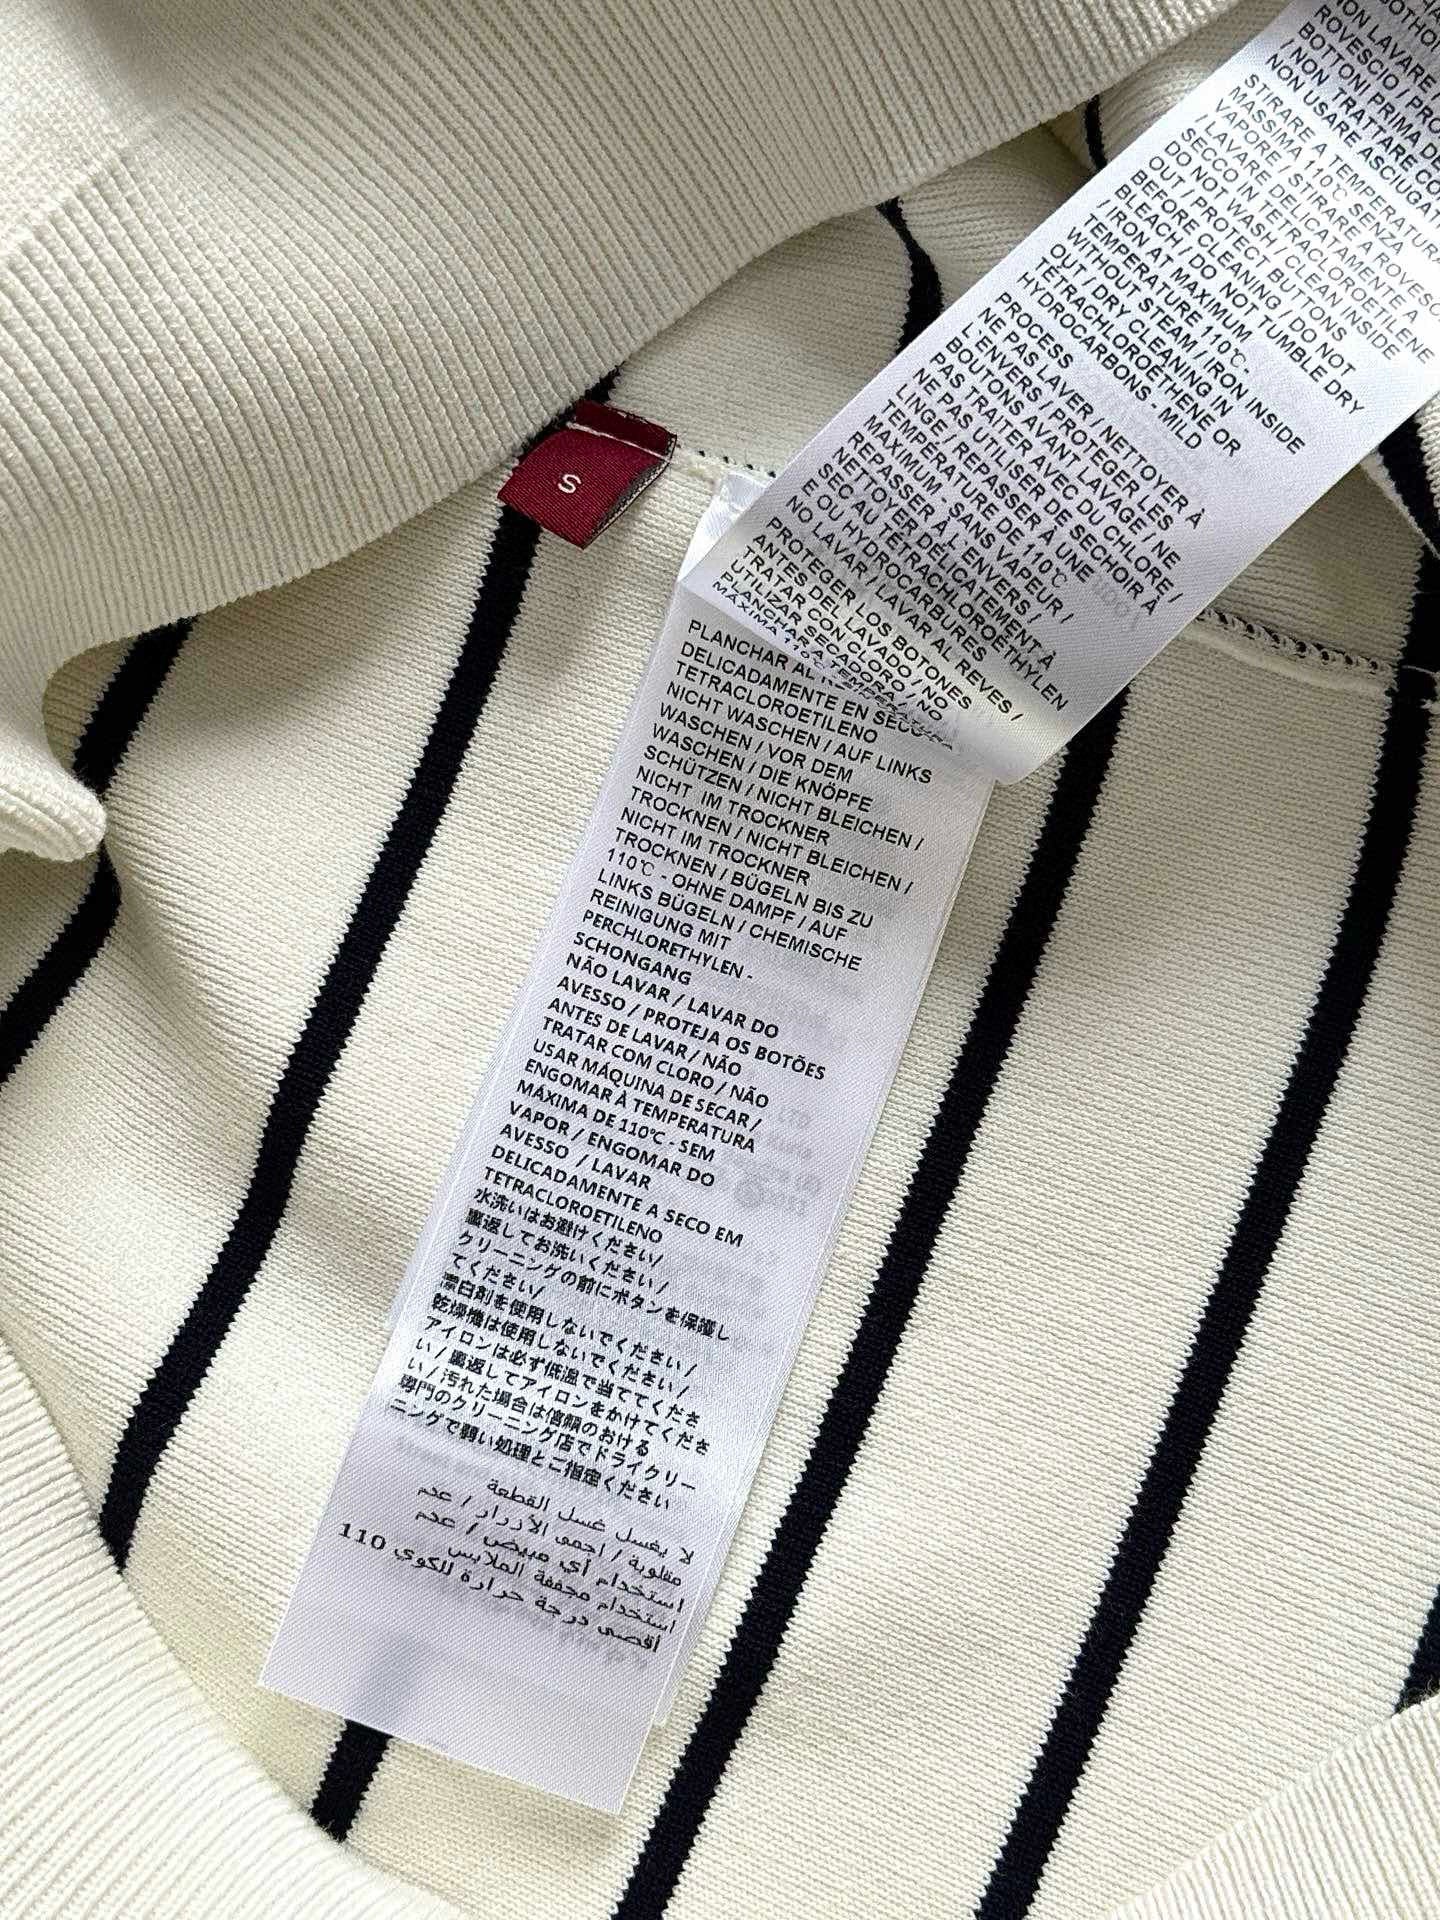 S
BOTHO
NON LAVARE /
ROVESCIO / PRO
BOTTONI PRIMA DE
/ NON TRATTARE CO
NON USARE ASCIUGAT
STIRARE A TEMPERATURA
MASSIMA 110℃ SENZA
VAPORE / STIRARE A ROVESC
/ LAVARE DELICATAMENTE A
SECCO IN TETRACLOROETILENE
DO NOT WASH / CLEAN INSIDE
OUT / PROTECT BUTTONS
BEFORE CLEANING / DO NOT
BLEACH / DO NOT TUMBLE DRY
/ IRON AT MAXIMUM
TEMPERATURE 110℃-
WITHOUT STEAM / IRON INSIDE
OUT / DRY CLEANING IN
TÉTRACHLOROÉTHÈNE OR
HYDROCARBONS - MILD
PROCESS
NE PAS LAVER / NETTOYER À
L'ENVERS / PROTÉGER LES
BOUTONS AVANT LAVAGE / NE
PAS TRAITER AVEC DU CHLORE /
NE PAS UTILISER DE SÉCHOIR À
LINGE / REPASSER À UNE
TEMPÉRATURE DE 110℃
MAXIMUM - SANS VAPEUR /
REPASSER À L'ENVERS /
NETTOYER DÉLICATEMENT À
SEC AU TÉTRACHLOROÉTHYLEN
E OU HYDROCARBURES
NO LAVAR / LAVAR AL REVES /
PROTEGER LOS BOTONES
ANTES DEL LAVADO / NO
TRATAR CON CLORO / NO
UTILIZAR SECADORA /
PLANCHAR A TEMPERATURA
MÁXIMA 110℃
PLANCHAR AL
DELICADAMENTE EN SECO
TETRACLOROETILENO
NICHT WASCHEN / AUF LINKS
WASCHEN / VOR DEM
WASCHEN / DIE KNÖPFE
SCHÜTZEN / NICHT BLEICHEN /
NICHT IM TROCKNER
TROCKNEN / NICHT BLEICHEN /
NICHT IM TROCKNER
TROCKNEN / BÜGELN BIS ZU
110℃ - OHNE DAMPF / AUF
LINKS BÜGELN / CHEMISCHE
REINIGUNG MIT
PERCHLORETHYLEN -
SCHONGANG
NÃO LAVAR / LAVAR DO
AVESSO / PROTEJA OS BOTÕES
ANTES DE LAVAR / NÃO
TRATAR COM CLORO / NÃO
USAR MÁQUINA DE SECAR /
ENGOMAR À TEMPERATURA
MÁXIMA DE 110℃ - SEM
VAPOR / ENGOMAR DO
AVESSO / LAVAR
DELICADAMENTE A SECO EM
TETRACLOROETILENO
水洗いはお避けください/
裏返してお洗いください /
クリーニングの前にボタンを保護し
てください/
漂白剤を使用しないでください /
乾燥機は使用しないでください /
アイロンは必ず低温で当ててくださ
い / 裏返してアイロンをかけてくださ
い / 汚れた場合は信頼のおける
専門のクリーニング店でドライクリー
ニングで弱い処理とご指定ください
لا يغسل غسل القطعة
مقلوبة / احمى الأزرار / عدم
استخدام أي مبيض / عدم
استخدام مجففة الملابس
أقصى درجة حرارة للكوي 110